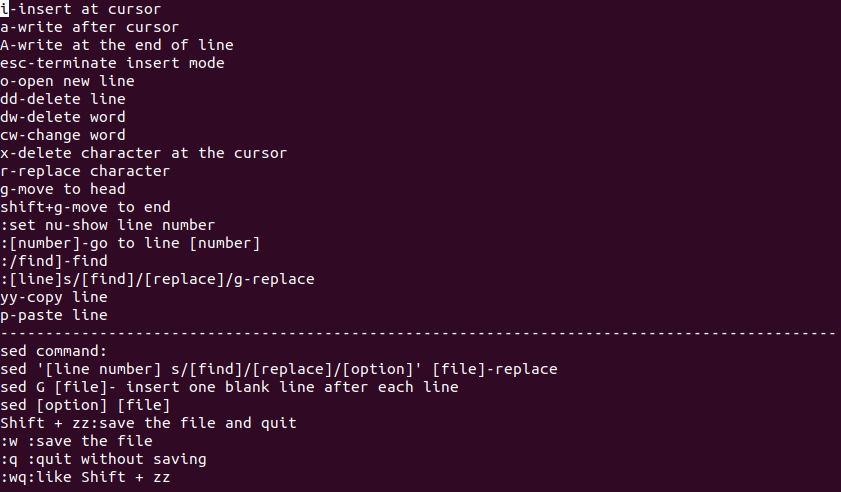 i-insert at cursor
a-write after cursor
A-write at the end of line
esc-terminate insert mode
o-open new line
dd-delete line
dw-delete word
cw-change word
x-delete character at the cursor
r-replace character
g-move to head
shift+g-move to end
:set nu-show line number
:[number]-go to line [number]
:/find]-find
:[line]s/[find]/[replace]/g-replace
yy-copy line
p-paste line
---------------------------------------------------------------------------------------------
sed command:
sed '[line number] s/[find]/[replace]/[option]' [file]-replace
sed G [file]- insert one blank line after each line
sed [option] [file]
Shift + zz:save the file and quit
:w :save the file
:q :quit without saving
:wq:like Shift + zz